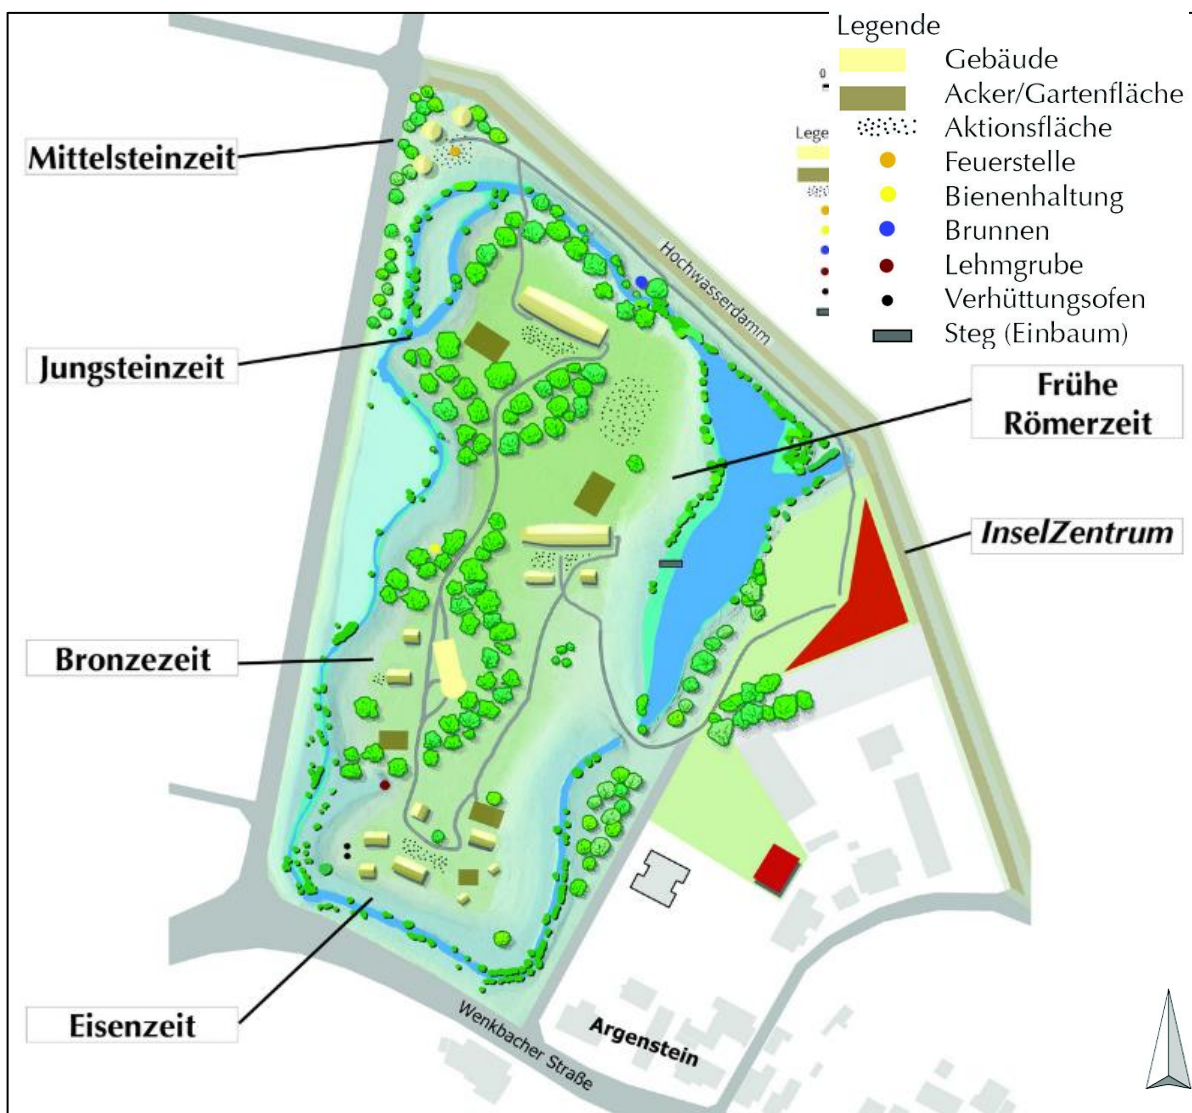 Legende
Gebäude
Acker/Gartenfläche
Aktionsfläche
Feuerstelle
Bienenhaltung
Brunnen
Lehmgrube
Verhüttungsofen
Steg (Einbaum)
Lege
Mittelsteinzeit
Hochwasserdamm
Jungsteinzeit
Frühe
Römerzeit
InselZentrum
Bronzezeit
Eisenzeit
Wenkbacher Straße
Argenstein